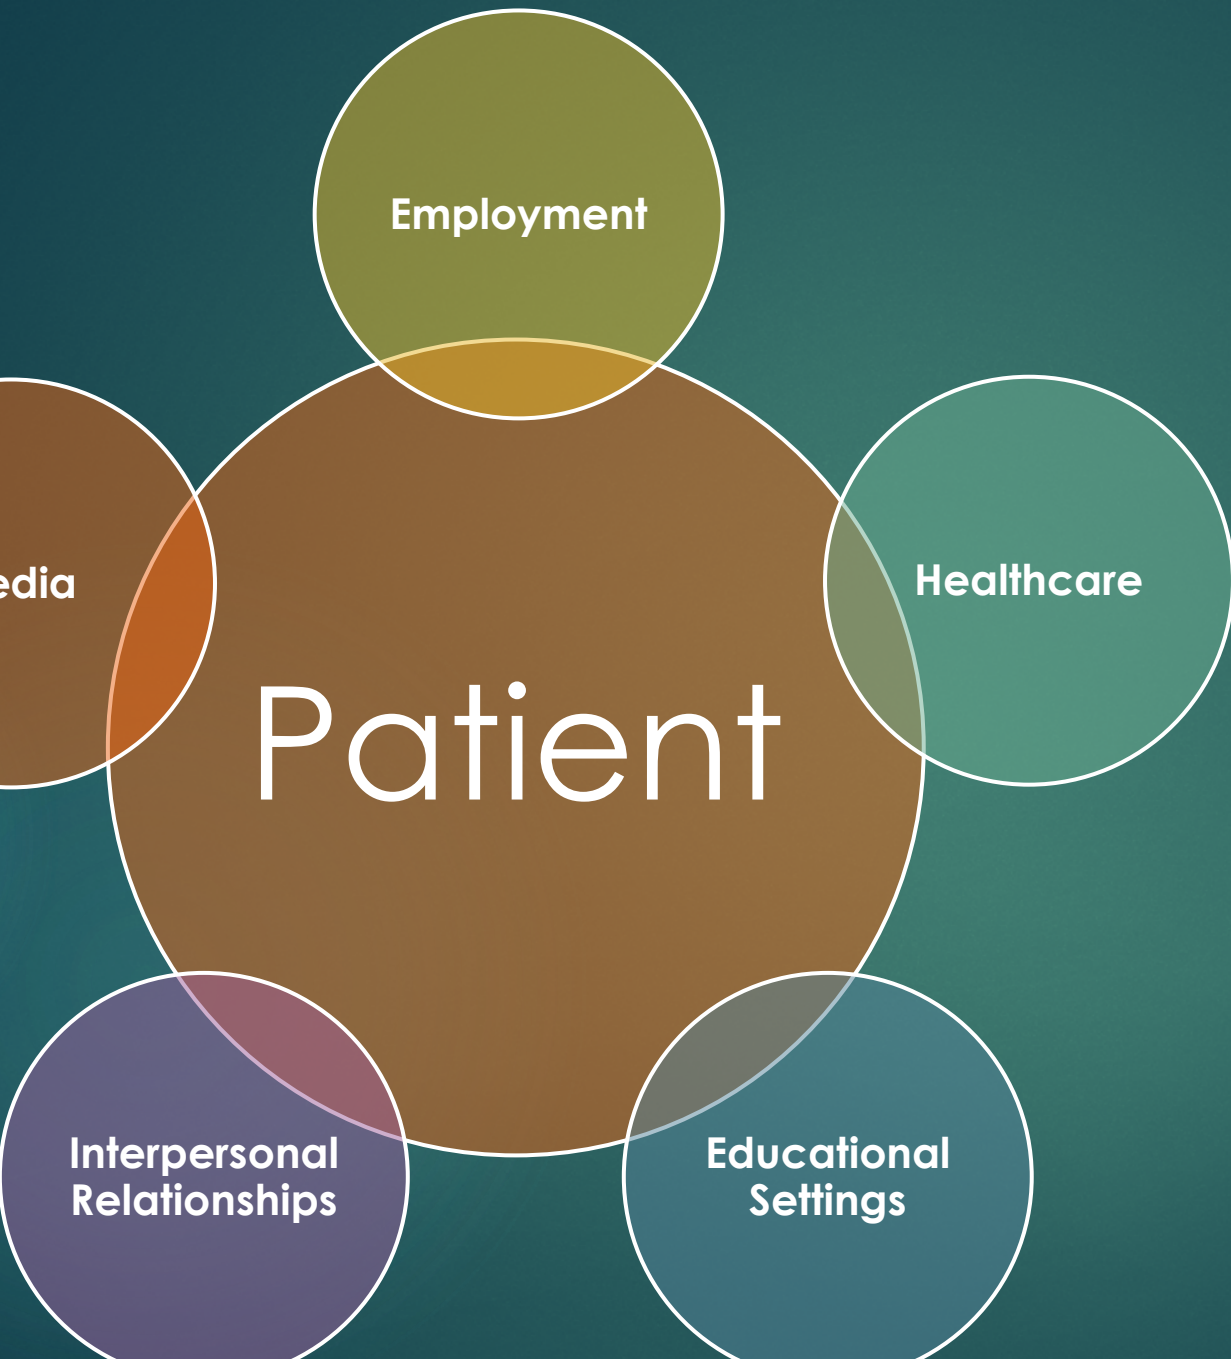 Employment
Healthcare
edia
Patient
Interpersonal
Relationships
Educational
Settings